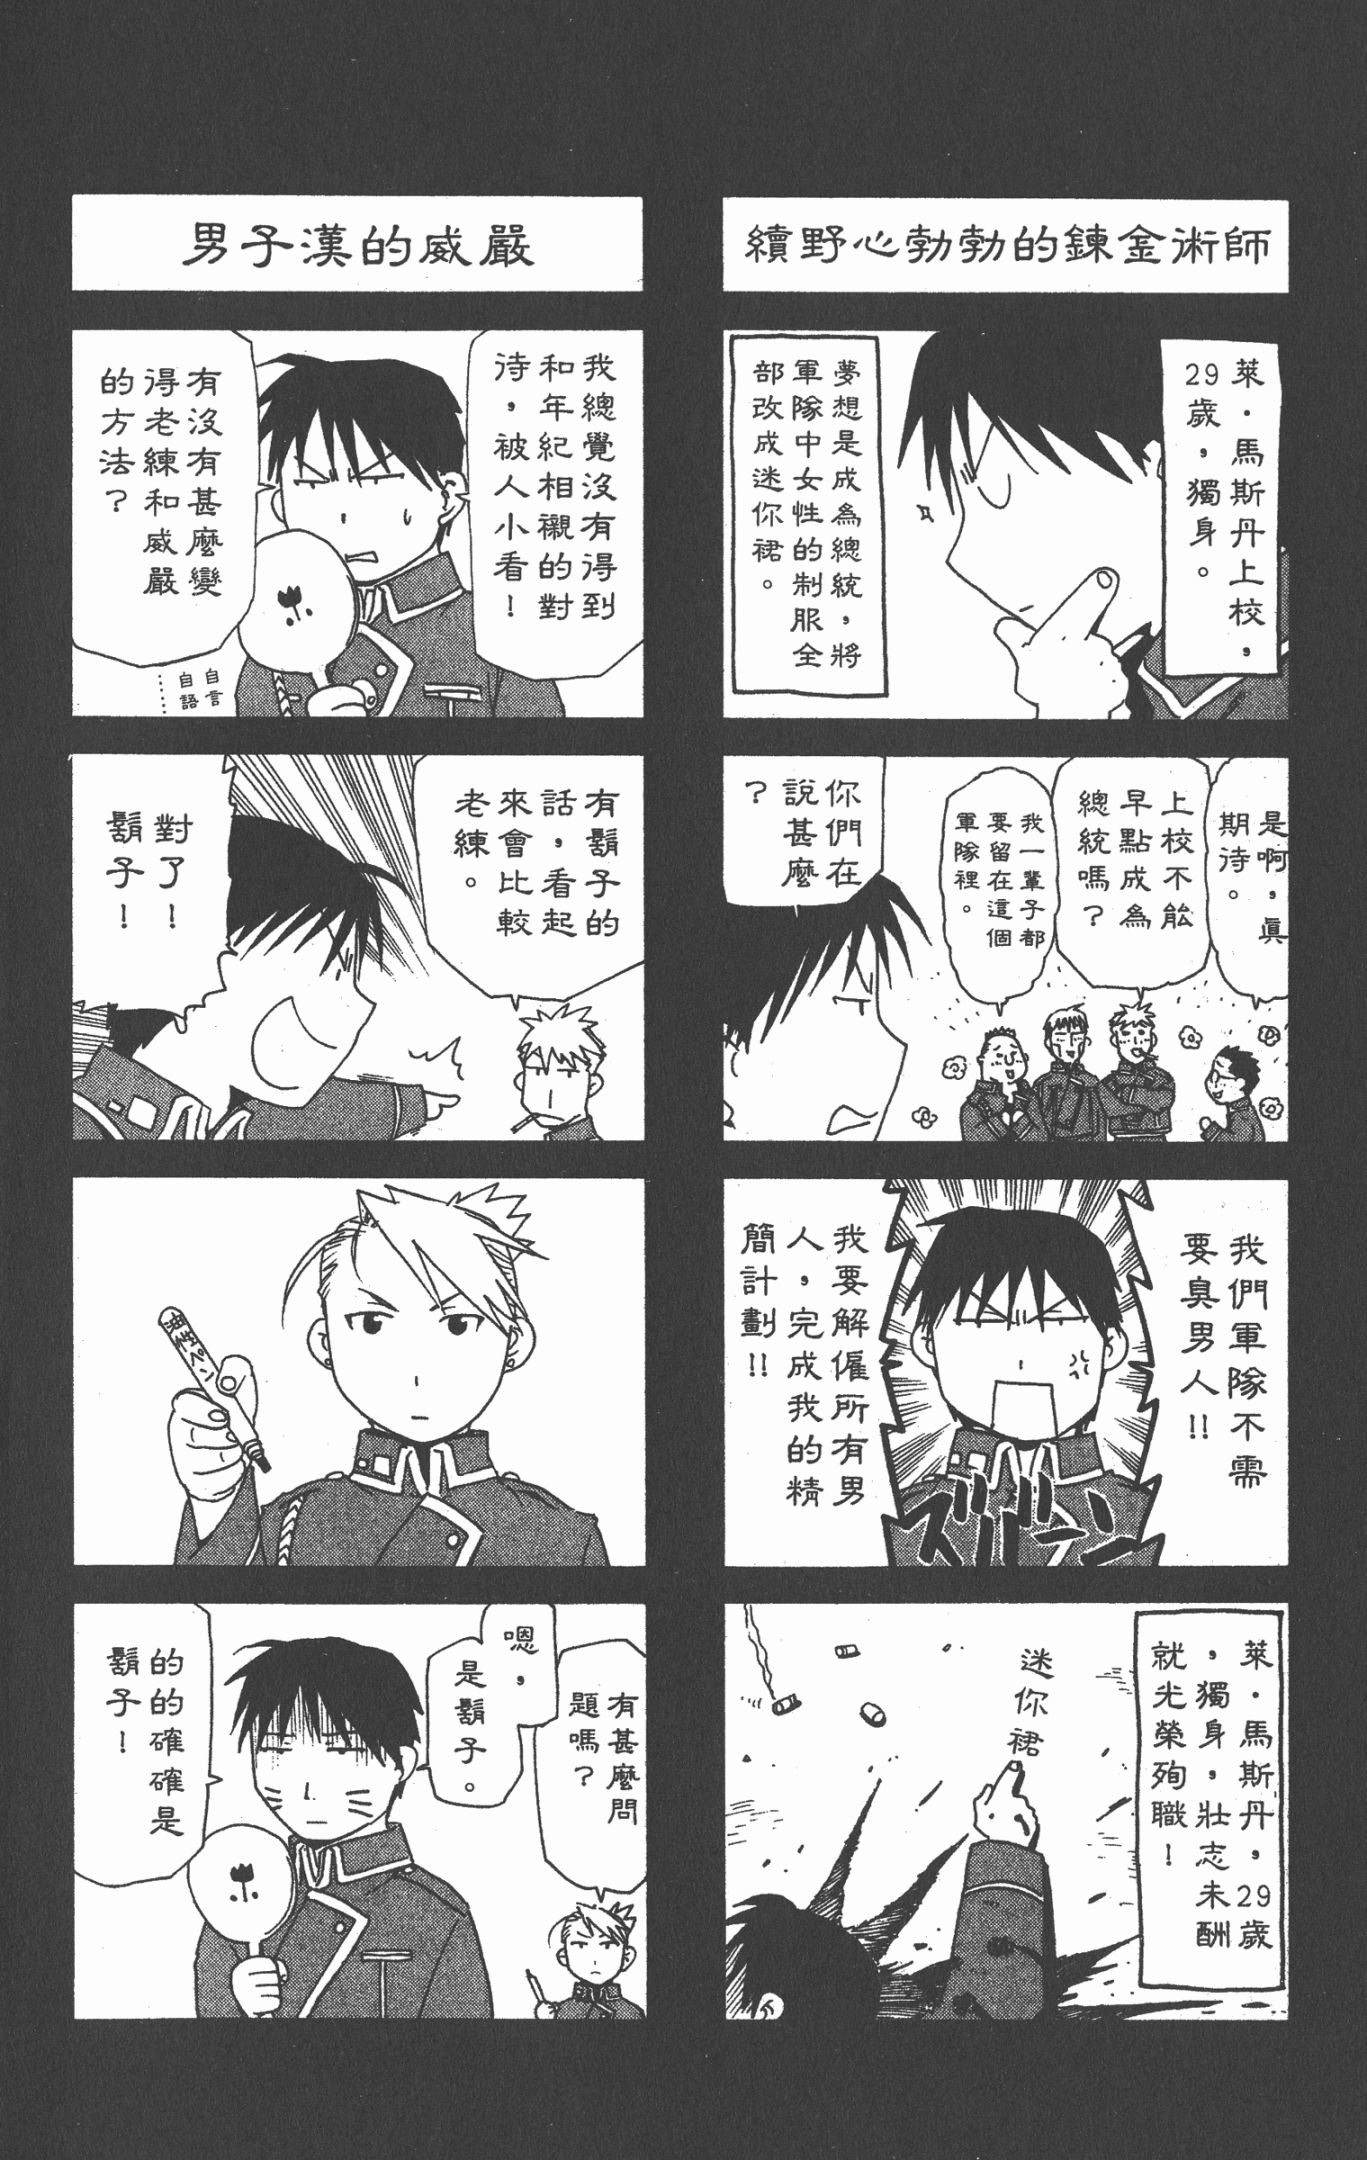 續野心勃勃的鍊金術師
萊・馬斯丹上校，
29歲，獨身。
夢想是成為總統，將
軍隊中女性的制服全
部改成迷你裙。
是啊，真
期待。
上校不能
早點成為
總統嗎？
我一輩子都
要留在這個
軍隊裡。
你們在
說甚麼
？
我們軍隊不需
要臭男人!!
我要解僱所有男
人，完成我的精
簡計劃!!
ズバーン
萊・馬斯丹，29歲
，獨身，壯志未酬
就光榮殉職！
迷你裙
男子漢的威嚴
我總覺沒有得到
和年紀相襯的對
待，被人小看！
有沒有甚麼變
得老練和威嚴
的方法？
自言
自語
……
有鬍子的
話，看起
來會比較
老練。
對了！
鬍子！
油性ペン
有甚麼問
題嗎？
嗯，
是鬍子。
的的確確是
鬍子！